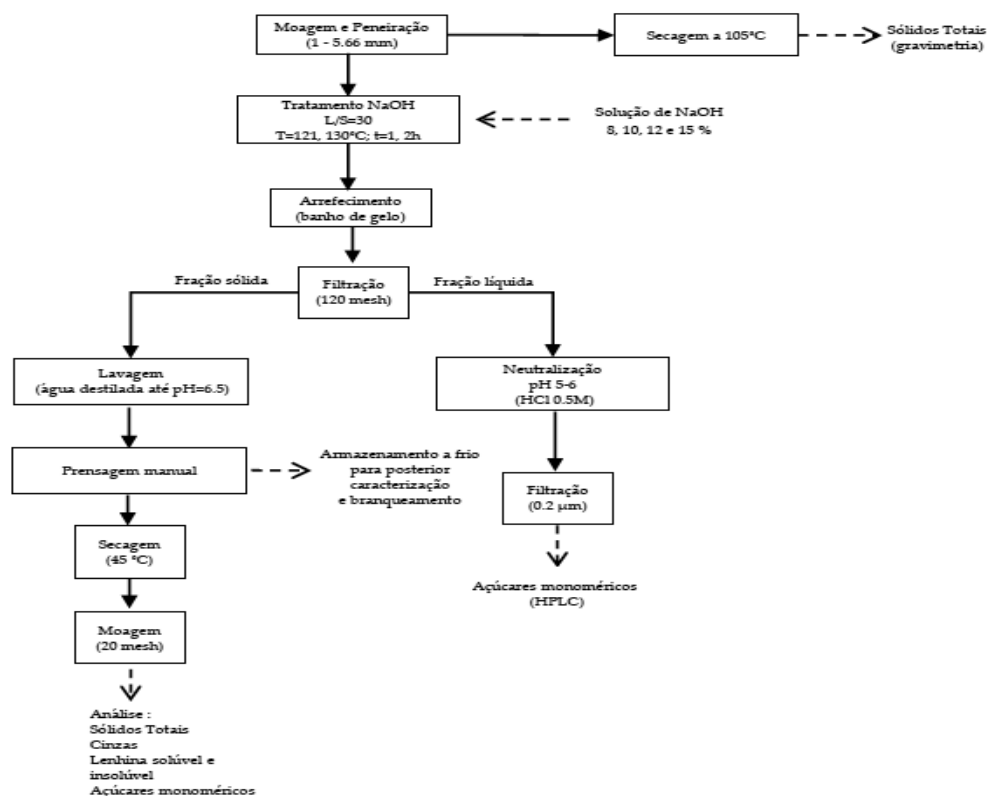 Moagem e Peneiração
(1 - 5.66 mm)
Secagem a 105°C
Sólidos Totais
(gravimetria)
Tratamento NaOH
L/S=30
T=121, 130°C; t=1, 2h
Solução de NaOH
8, 10, 12 e 15 %
Arrefecimento
(banho de gelo)
Fração sólida
Filtração
(120 mesh)
Fração líquida
Lavagem
(água destilada até pH=6.5)
Neutralização
pH 5-6
(HCl 0.5M)
Prensagem manual
Armazenamento a frio
para posterior
caracterização
e branqueamento
Filtração
(0.2 µm)
Secagem
(45 °C)
Açúcares monoméricos
(HPLC)
Moagem
(20 mesh)
Análise :
Sólidos Totais
Cinzas
Lenhina solúvel e
insolúvel
Açúcares monoméricos